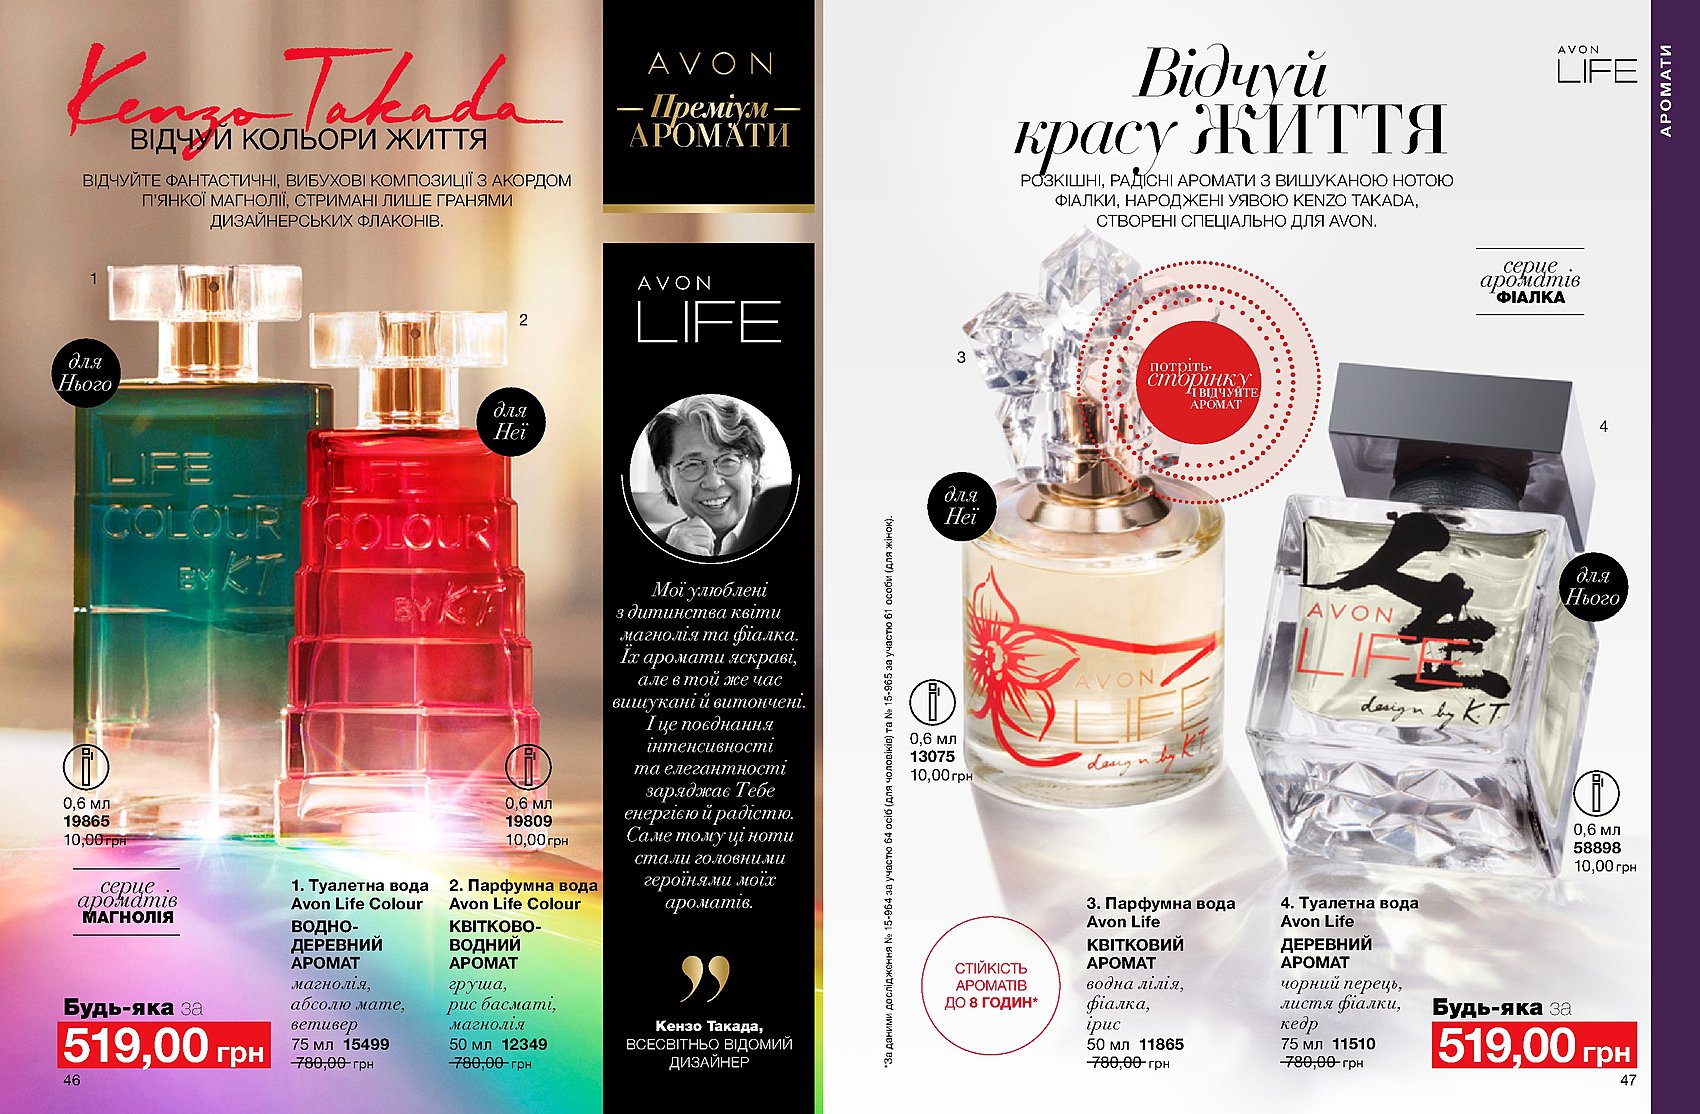 Kenzo Takada
ВІДЧУЙ КОЛЬОРИ ЖИТТЯ
ВІДЧУЙТЕ ФАНТАСТИЧНІ, ВИБУХОВІ КОМПОЗИЦІЇ З АКОРДОМ
П'ЯНКОЇ МАГНОЛІЇ, СТРИМАНІ ЛИШЕ ГРАНЯМИ
ДИЗАЙНЕРСЬКИХ ФЛАКОНІВ.
1
2
для
Нього
для
Неї
LIFE
COLOUR
BY K.T.
LIFE
COLOUR
BY K.T.
0,6 мл
19865
10,00 грн
0,6 мл
19809
10,00 грн
серце
ароматів
МАГНОЛІЯ
1. Туалетна вода
Avon Life Colour
ВОДНО-
ДЕРЕВНИЙ
АРОМАТ
магнолія,
абсолю мате,
ветивер
75 мл 15499
780,00 грн
2. Парфумна вода
Avon Life Colour
КВІТКОВО-
ВОДНИЙ
АРОМАТ
груша,
рис басматі,
магнолія
50 мл 12349
780,00 грн
Будь-яка за
519,00 грн
46
AVON
Преміум
АРОМАТИ
AVON
LIFE
Мої улюблені
з дитинства квіти
магнолія та фіалка.
Їх аромати яскраві,
але в той же час
вишукані й витончені.
І це поєднання
інтенсивності
та елегантності
заряджає Тебе
енергією й радістю.
Саме тому ці ноти
стали головними
героїнями моїх
ароматів.
Кензо Такада,
ВСЕСВІТНЬО ВІДОМИЙ
ДИЗАЙНЕР
Відчуй
красу ЖИТТЯ
РОЗКІШНІ, РАДІСНІ АРОМАТИ З ВИШУКАНОЮ НОТОЮ
ФІАЛКИ, НАРОДЖЕНІ УЯВОЮ KENZO TAKADA,
СТВОРЕНІ СПЕЦІАЛЬНО ДЛЯ AVON.
AVON
LIFE
АРОМАТИ
серце
ароматів
ФІАЛКА
3
4
потріть
сторінку
І ВІДЧУЙТЕ
АРОМАТ
для
Неї
для
Нього
AVON
LIFE
design by K.T.
人生
AVON
LIFE
design by K.T.
0,6 мл
13075
10,00 грн
0,6 мл
58898
10,00 грн
*За даними дослідження № 15-964 за участю 64 осіб (для чоловіків) та № 15-965 за участю 61 особи (для жінок).
СТІЙКІСТЬ
АРОМАТІВ
ДО 8 ГОДИН*
3. Парфумна вода
Avon Life
КВІТКОВИЙ
АРОМАТ
водна лілія,
фіалка,
ірис
50 мл 11865
780,00 грн
4. Туалетна вода
Avon Life
ДЕРЕВНИЙ
АРОМАТ
чорний перець,
листя фіалки,
кедр
75 мл 11510
780,00 грн
Будь-яка за
519,00 грн
47